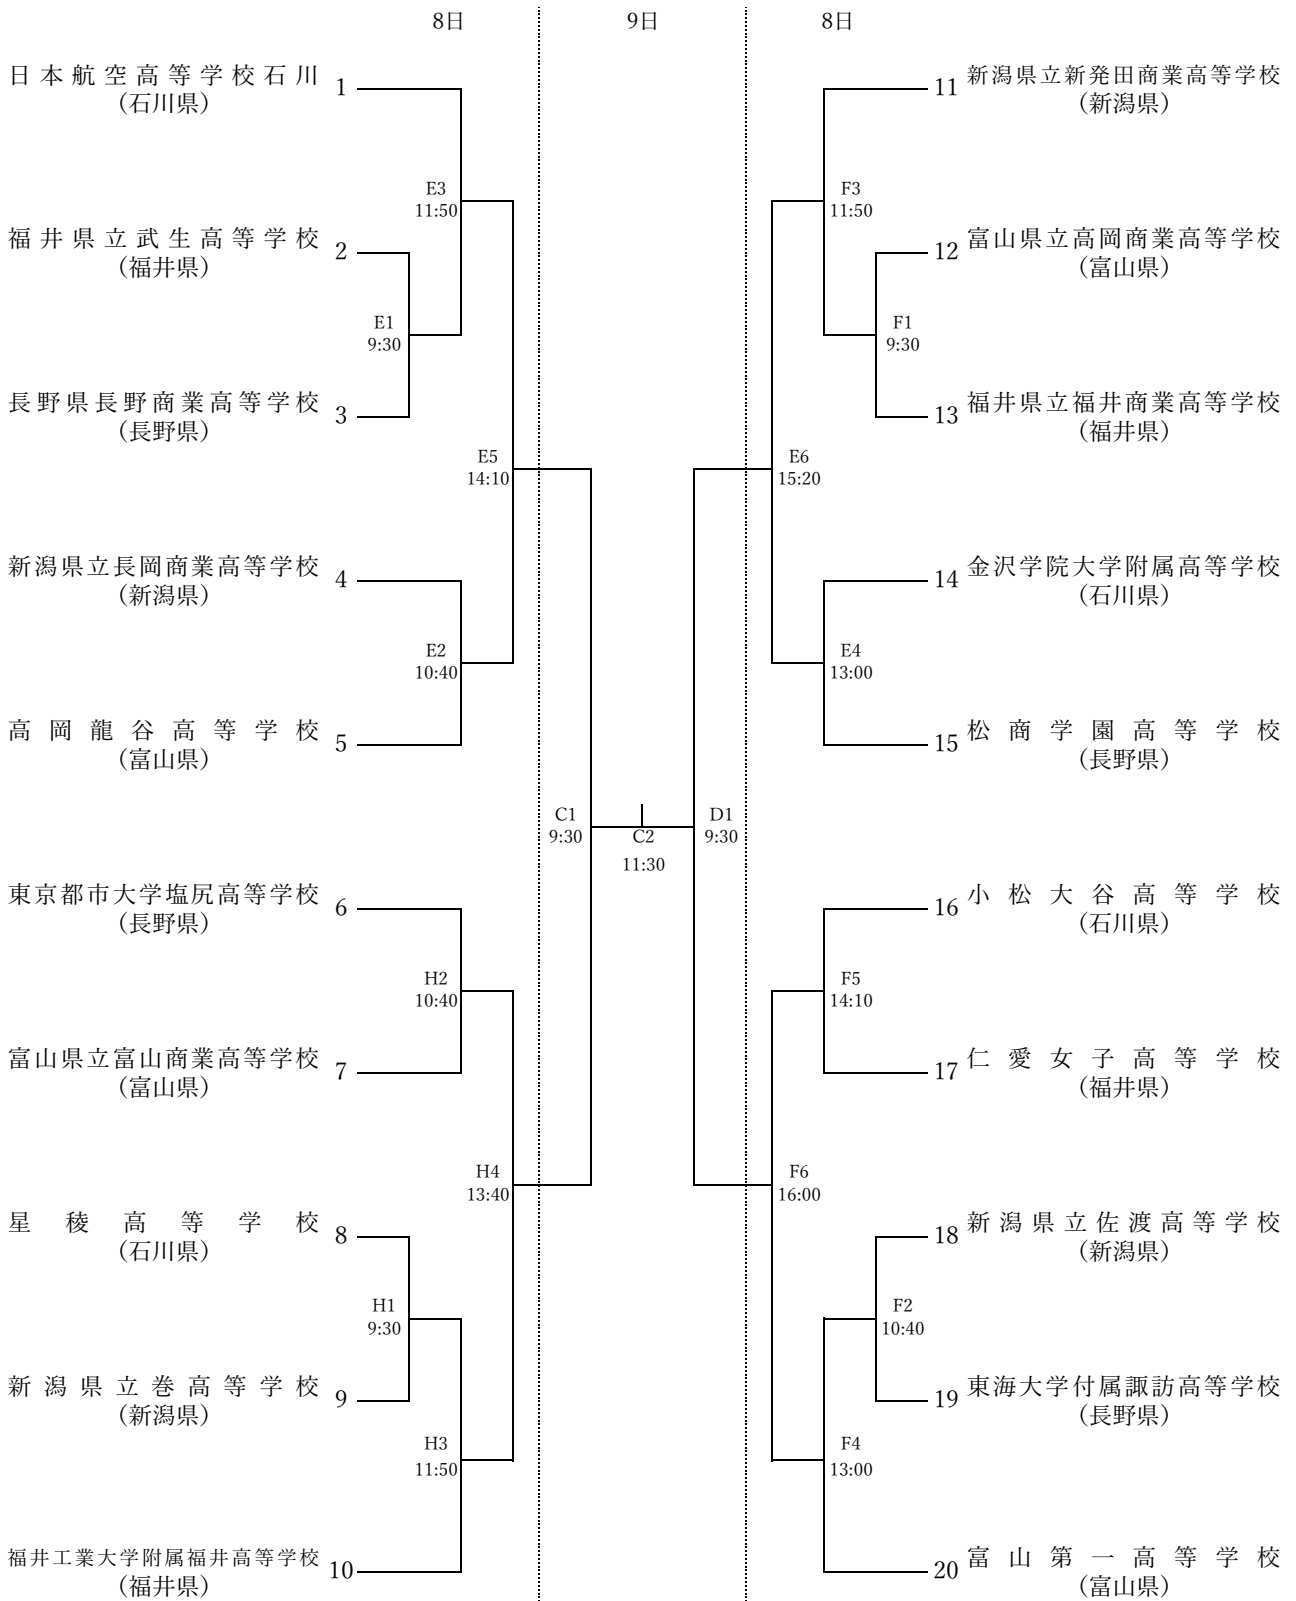 8日
9日
8日
日本航空高等学校石川
(石川県)
1
福井県立武生高等学校
(福井県)
2
長野県長野商業高等学校
(長野県)
3
新潟県立長岡商業高等学校
(新潟県)
4
高岡龍谷高等学校
(富山県)
5
東京都市大学塩尻高等学校
(長野県)
6
富山県立富山商業高等学校
(富山県)
7
星稜高等学校
(石川県)
8
新潟県立巻高等学校
(新潟県)
9
福井工業大学附属福井高等学校
(福井県)
10
E1
9:30
E3
11:50
E2
10:40
E5
14:10
H2
10:40
H1
9:30
H3
11:50
H4
13:40
C1
9:30
C2
11:30
D1
9:30
E6
15:20
F6
16:00
F3
11:50
F1
9:30
E4
13:00
F5
14:10
F2
10:40
F4
13:00
11
新潟県立新発田商業高等学校
(新潟県)
12
富山県立高岡商業高等学校
(富山県)
13
福井県立福井商業高等学校
(福井県)
14
金沢学院大学附属高等学校
(石川県)
15
松商学園高等学校
(長野県)
16
小松大谷高等学校
(石川県)
17
仁愛女子高等学校
(福井県)
18
新潟県立佐渡高等学校
(新潟県)
19
東海大学付属諏訪高等学校
(長野県)
20
富山第一高等学校
(富山県)